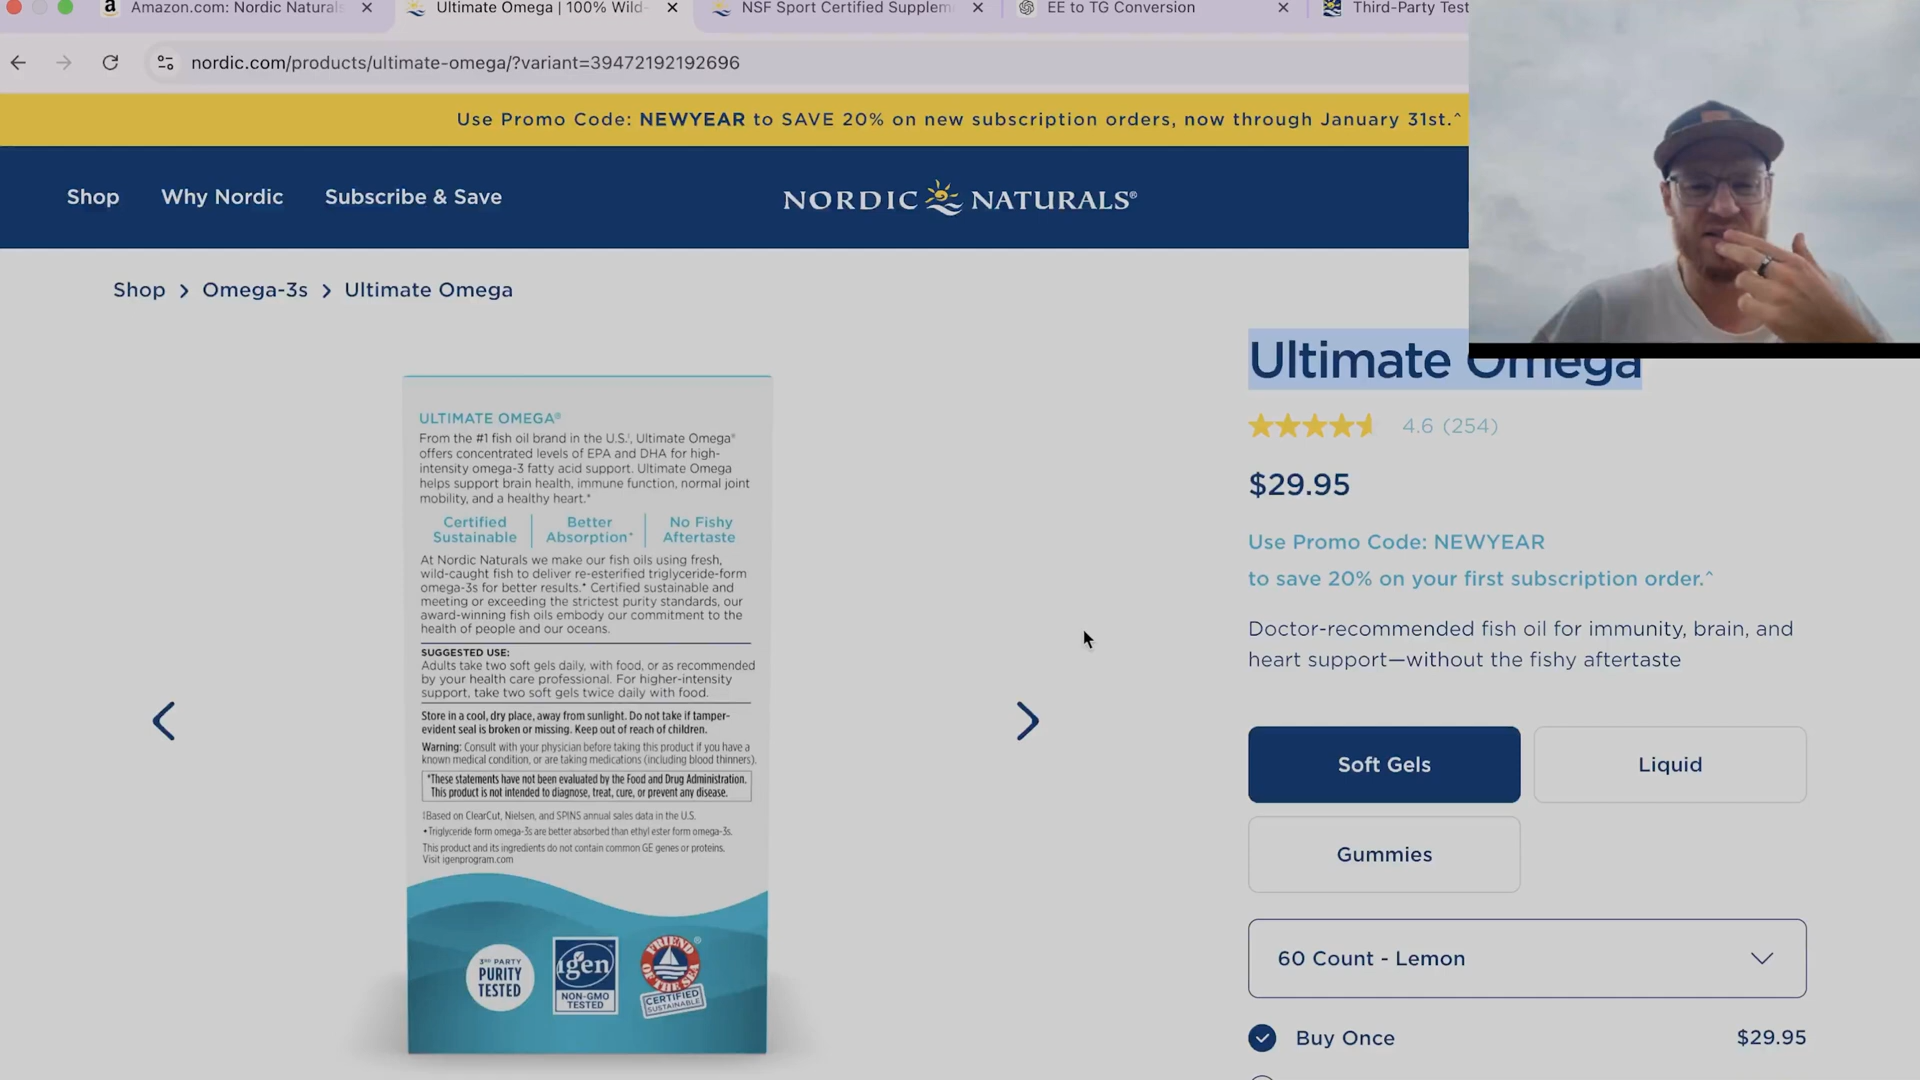 Amazon.com: Nordic Naturals
Ultimate Omega | 100% Wild-
NSF Sport Certified Supplem
EE to TG Conversion
Third-Party Test
nordic.com/products/ultimate-omega/?variant=39472192192696
Use Promo Code: NEWYEAR to SAVE 20% on new subscription orders, now through January 31st.^
Shop
Why Nordic
Subscribe & Save
NORDIC NATURALS®
Shop > Omega-3s > Ultimate Omega
ULTIMATE OMEGA®
From the #1 fish oil brand in the U.S.‡, Ultimate Omega®
offers concentrated levels of EPA and DHA for high-
intensity omega-3 fatty acid support. Ultimate Omega
helps support brain health, immune function, normal joint
mobility, and a healthy heart.*
Certified
Sustainable
Better
Absorption•
No Fishy
Aftertaste
At Nordic Naturals we make our fish oils using fresh,
wild-caught fish to deliver re-esterified triglyceride-form
omega-3s for better results.* Certified sustainable and
meeting or exceeding the strictest purity standards, our
award-winning fish oils embody our commitment to the
health of people and our oceans.
SUGGESTED USE:
Adults take two soft gels daily, with food, or as recommended
by your health care professional. For higher-intensity
support, take two soft gels twice daily with food.
Store in a cool, dry place, away from sunlight. Do not take if tamper-
evident seal is broken or missing. Keep out of reach of children.
Warning: Consult with your physician before taking this product if you have a
known medical condition, or are taking medications (including blood thinners).
*These statements have not been evaluated by the Food and Drug Administration.
This product is not intended to diagnose, treat, cure, or prevent any disease.
‡Based on ClearCut, Nielsen, and SPINS annual sales data in the U.S.
•Triglyceride form omega-3s are better absorbed than ethyl ester form omega-3s.
This product and its ingredients do not contain common GE genes or proteins.
Visit igenprogram.com
3RD PARTY
PURITY
TESTED
igen
NON-GMO
TESTED
FRIEND
OF THE SEA®
CERTIFIED
SUSTAINABLE
Ultimate Omega
4.6 (254)
$29.95
Use Promo Code: NEWYEAR
to save 20% on your first subscription order.^
Doctor-recommended fish oil for immunity, brain, and
heart support—without the fishy aftertaste
Soft Gels
Liquid
Gummies
60 Count - Lemon
Buy Once
$29.95